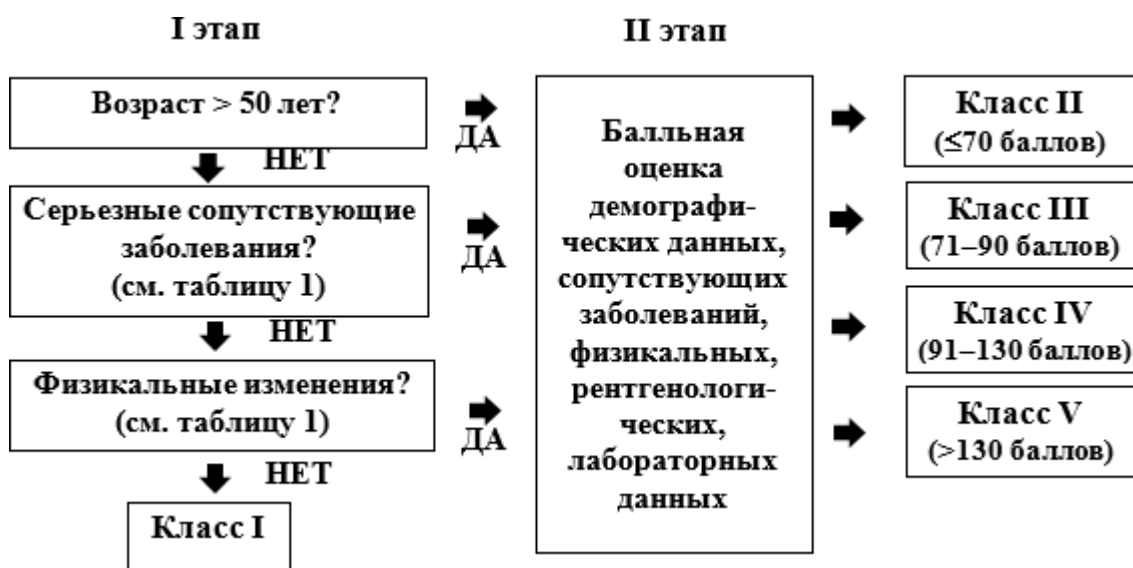 I этап
II этап
Возраст > 50 лет?
ДА
НЕТ
Серьезные сопутствующие
заболевания?
(см. таблицу 1)
ДА
НЕТ
Физикальные изменения?
(см. таблицу 1)
ДА
НЕТ
Класс I
Балльная
оценка
демографи-
ческих данных,
сопутствующих
заболеваний,
физикальных,
рентгенологи-
ческих,
лабораторных
данных
Класс II
(≤70 баллов)
Класс III
(71–90 баллов)
Класс IV
(91–130 баллов)
Класс V
(>130 баллов)